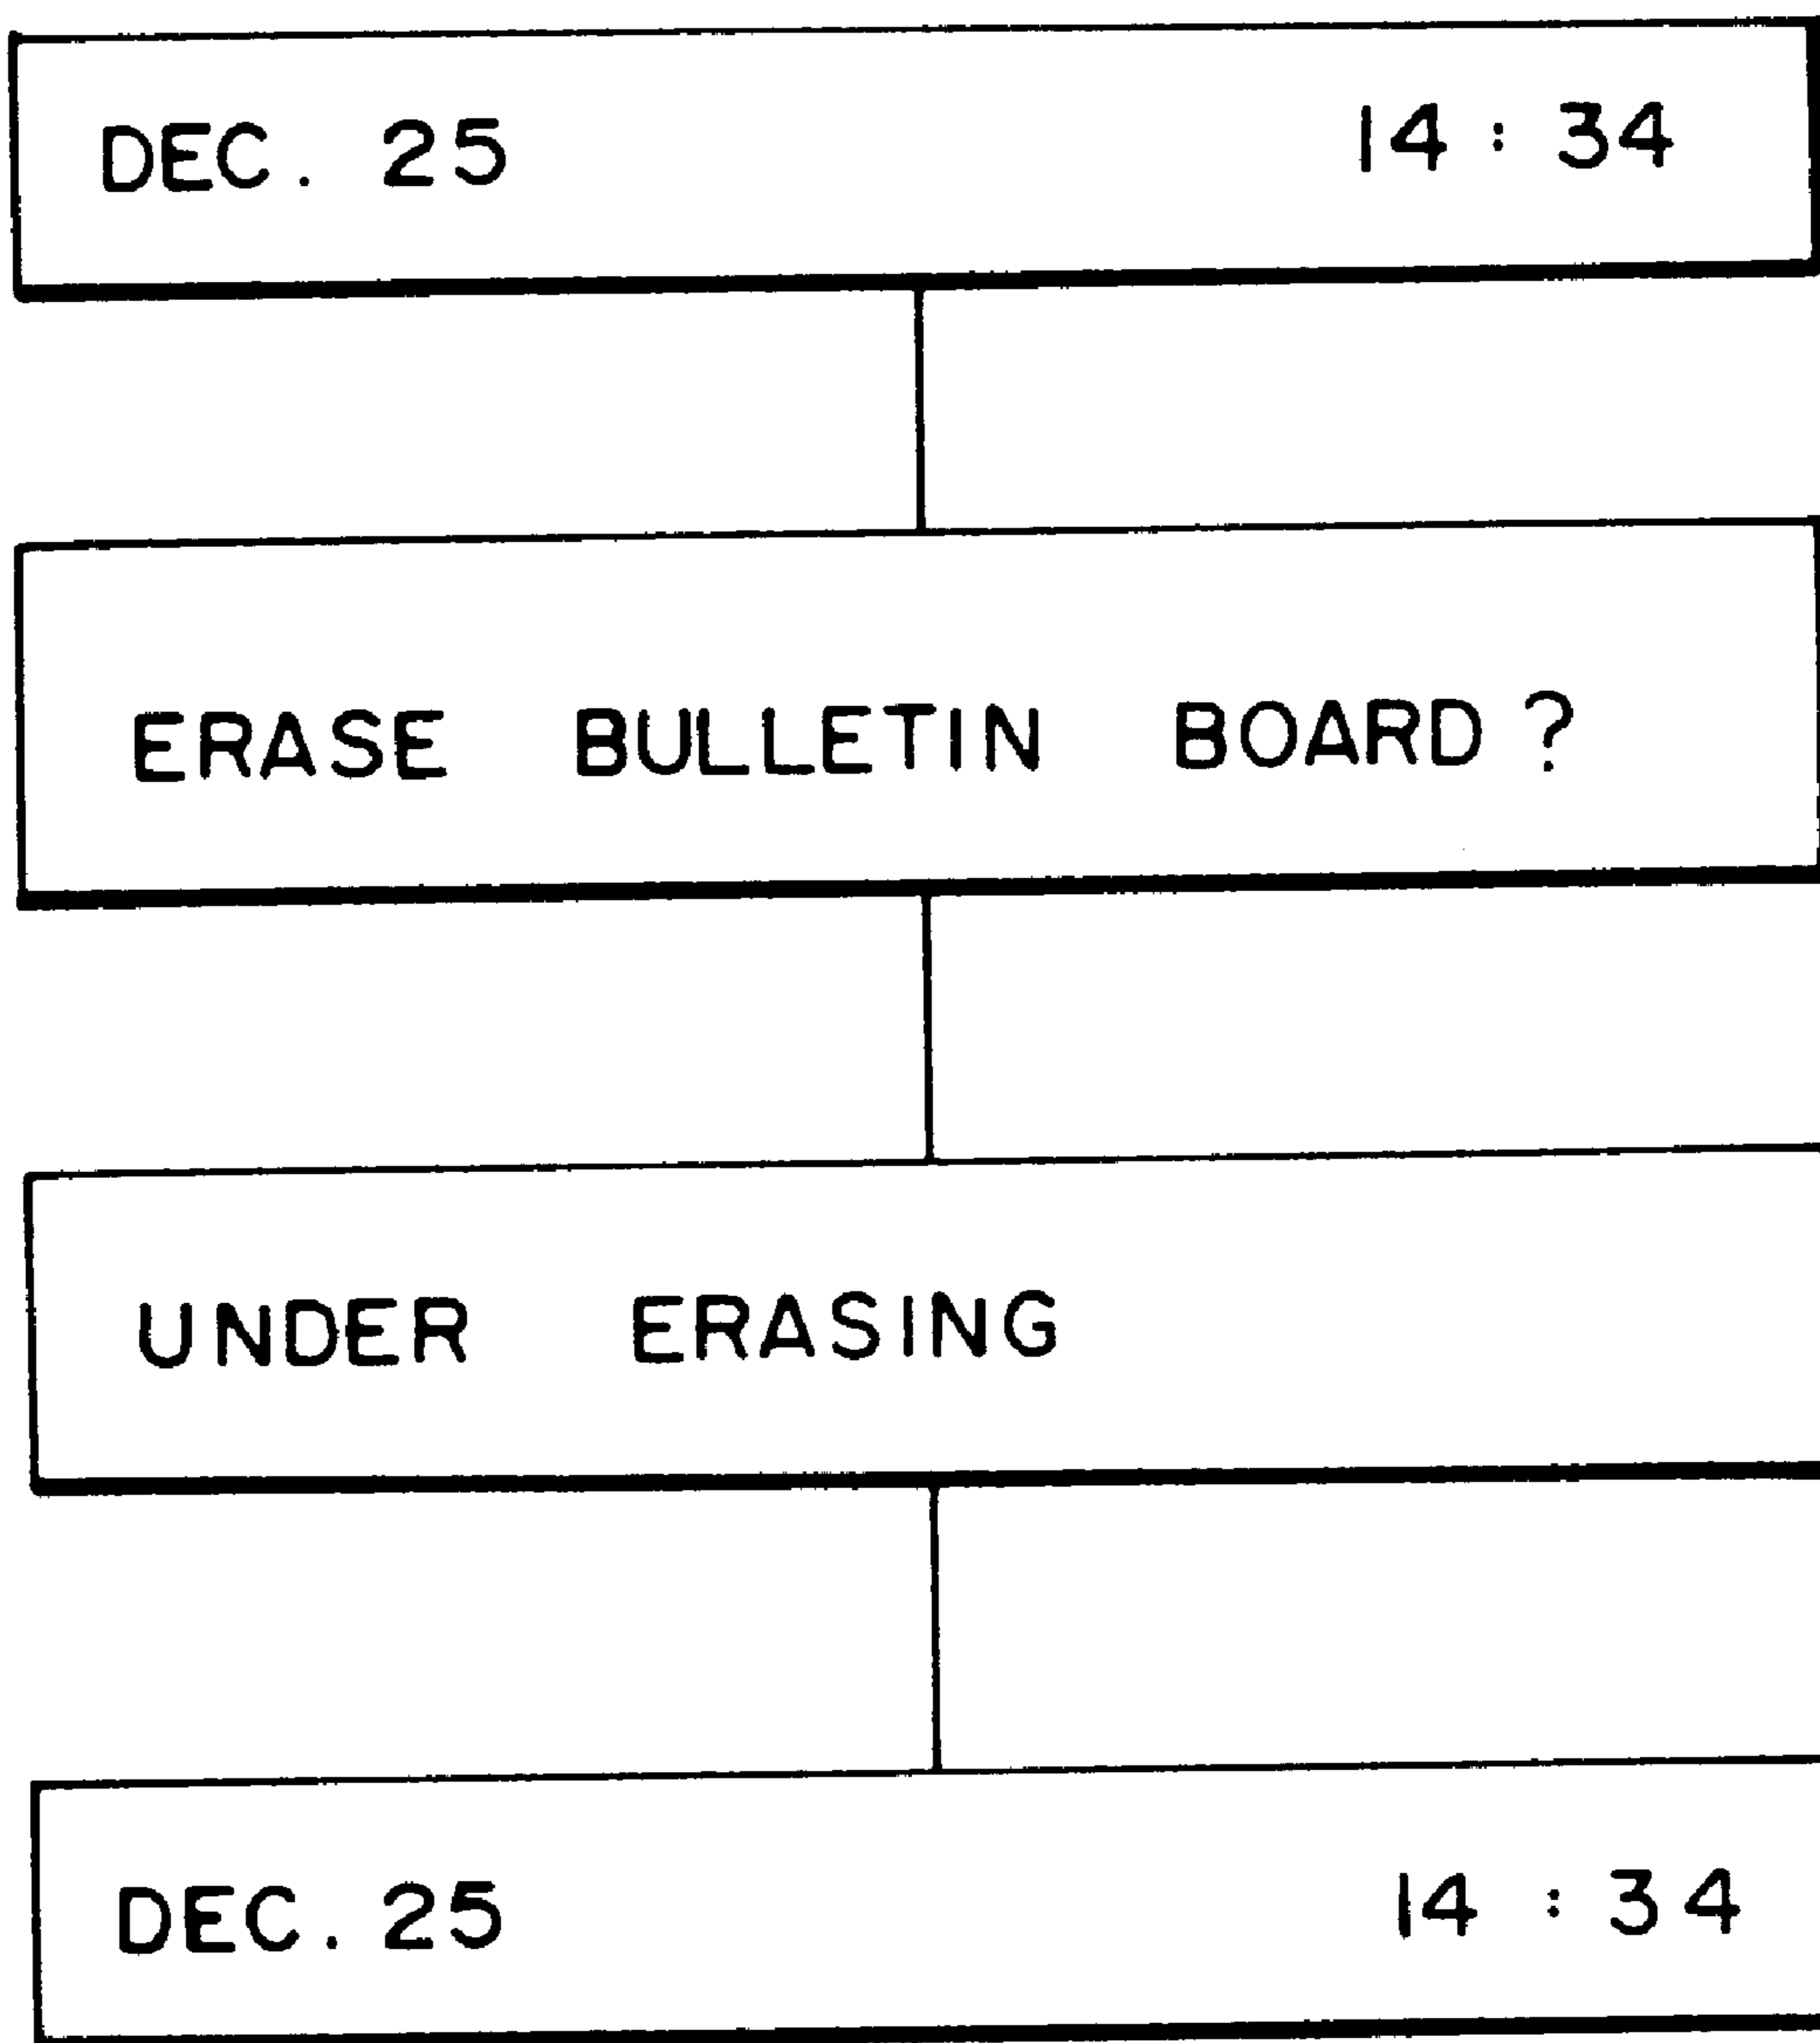 DEC. 25 14 : 34
ERASE BULLETIN BOARD ?
UNDER ERASING
DEC. 25 14 : 34